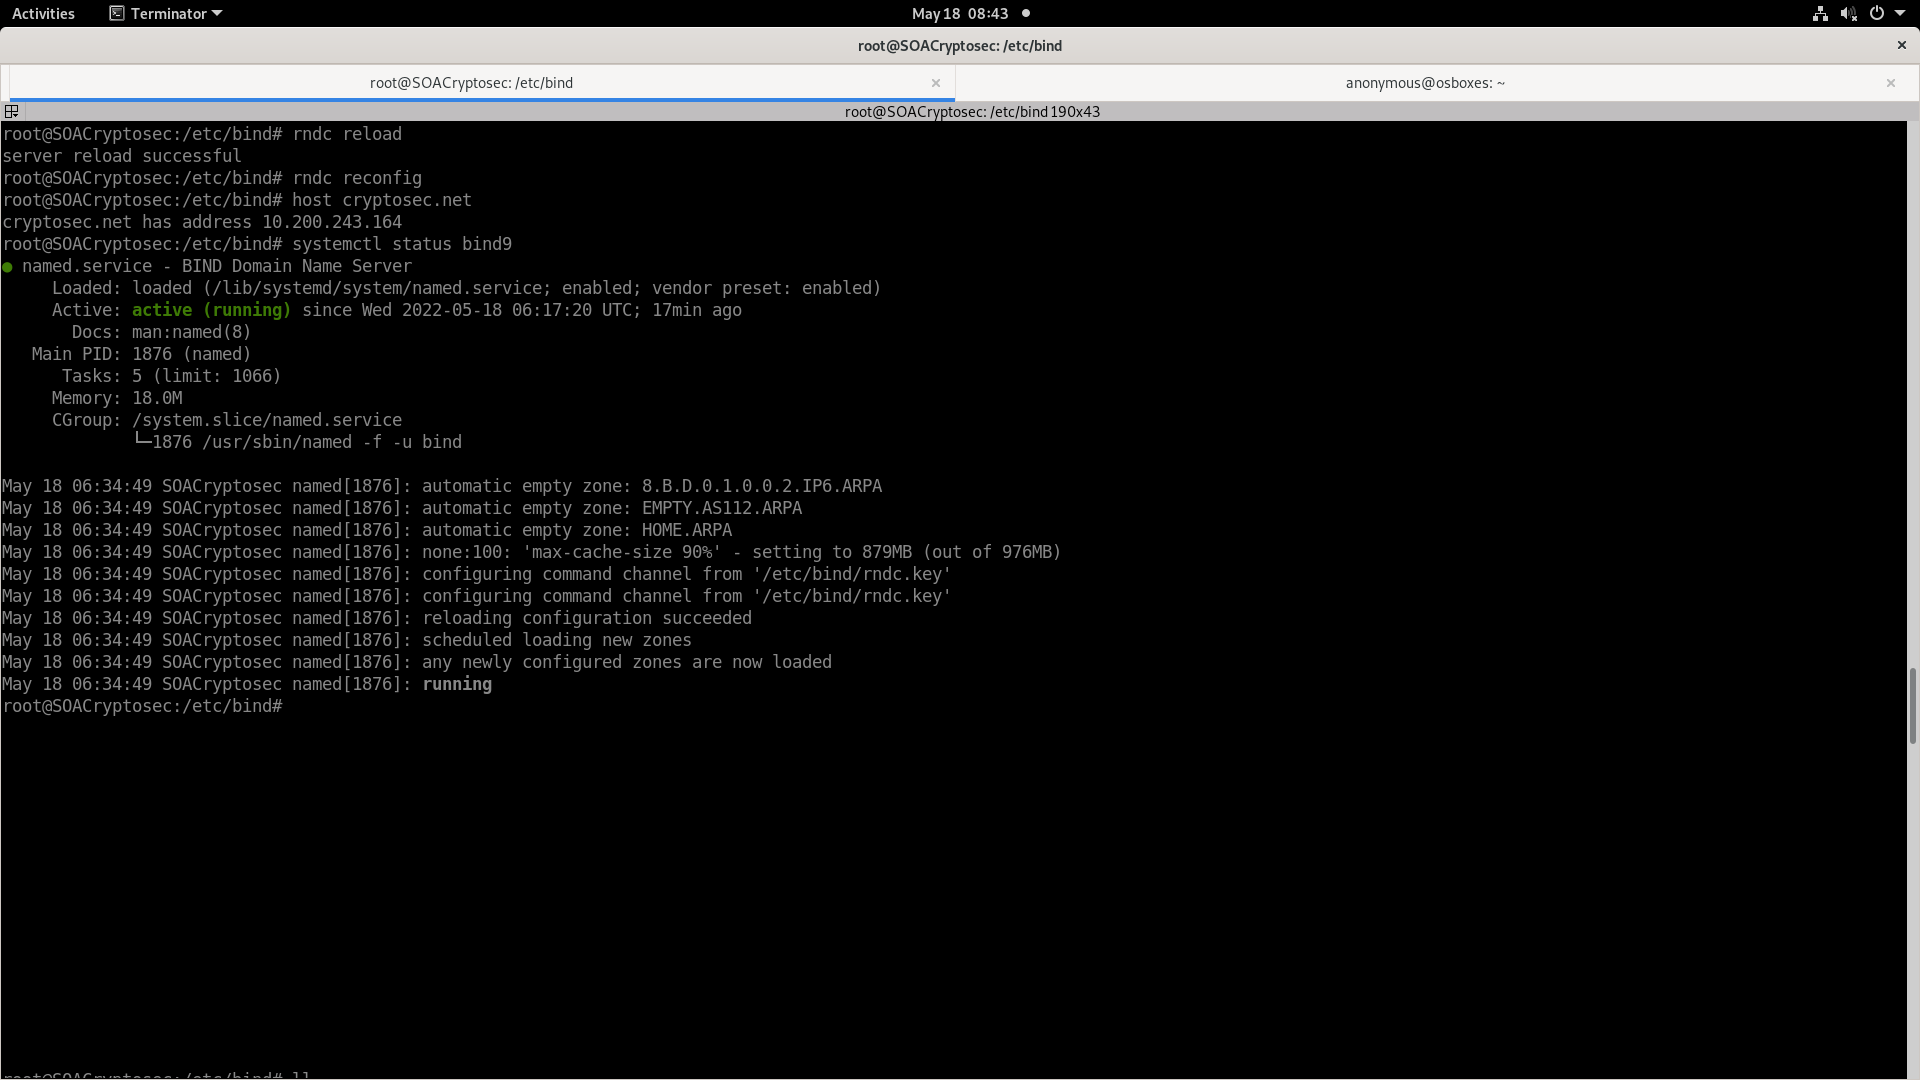 Activities Terminator May 18 08:43
root@SOACryptosec: /etc/bind
root@SOACryptosec: /etc/bind anonymous@osboxes: ~
root@SOACryptosec: /etc/bind 190x43
root@SOACryptosec:/etc/bind# rndc reload
server reload successful
root@SOACryptosec:/etc/bind# rndc reconfig
root@SOACryptosec:/etc/bind# host cryptosec.net
cryptosec.net has address 10.200.243.164
root@SOACryptosec:/etc/bind# systemctl status bind9
● named.service - BIND Domain Name Server
     Loaded: loaded (/lib/systemd/system/named.service; enabled; vendor preset: enabled)
     Active: active (running) since Wed 2022-05-18 06:17:20 UTC; 17min ago
       Docs: man:named(8)
   Main PID: 1876 (named)
      Tasks: 5 (limit: 1066)
     Memory: 18.0M
     CGroup: /system.slice/named.service
             └─1876 /usr/sbin/named -f -u bind
May 18 06:34:49 SOACryptosec named[1876]: automatic empty zone: 8.B.D.0.1.0.0.2.IP6.ARPA
May 18 06:34:49 SOACryptosec named[1876]: automatic empty zone: EMPTY.AS112.ARPA
May 18 06:34:49 SOACryptosec named[1876]: automatic empty zone: HOME.ARPA
May 18 06:34:49 SOACryptosec named[1876]: none:100: 'max-cache-size 90%' - setting to 879MB (out of 976MB)
May 18 06:34:49 SOACryptosec named[1876]: configuring command channel from '/etc/bind/rndc.key'
May 18 06:34:49 SOACryptosec named[1876]: configuring command channel from '/etc/bind/rndc.key'
May 18 06:34:49 SOACryptosec named[1876]: reloading configuration succeeded
May 18 06:34:49 SOACryptosec named[1876]: scheduled loading new zones
May 18 06:34:49 SOACryptosec named[1876]: any newly configured zones are now loaded
May 18 06:34:49 SOACryptosec named[1876]: running
root@SOACryptosec:/etc/bind#
root@SOACryptosec:/etc/bind#